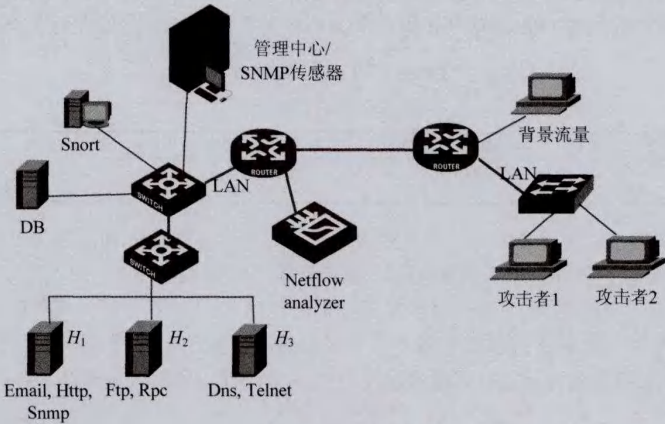 管理中心/
SNMP传感器
Snort
背景流量
ROUTER
ROUTER
LAN
LAN
SWITCH
DB
SWITCH
Netflow
analyzer
攻击者1
攻击者2
H1
H2
H3
Email, Http,
Snmp
Ftp, Rpc
Dns, Telnet